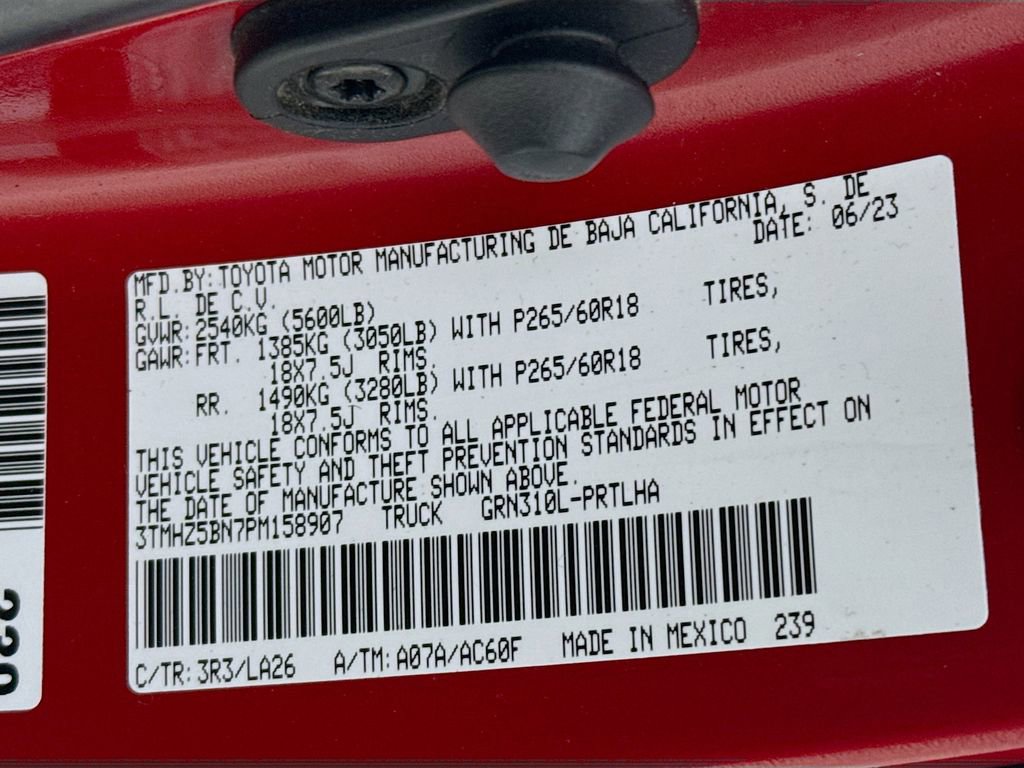 MFD.BY: TOYOTA MOTOR MANUFACTURING DE BAJA CALIFORNIA, S. DE
R.L. DE C.V. DATE: 06/23
GVWR: 2540KG (5600LB)
GAWR: FRT. 1385KG (3050LB) WITH P265/60R18 TIRES,
18X7.5J RIMS.
RR. 1490KG (3280LB) WITH P265/60R18 TIRES,
18X7.5J RIMS.
THIS VEHICLE CONFORMS TO ALL APPLICABLE FEDERAL MOTOR
VEHICLE SAFETY AND THEFT PREVENTION STANDARDS IN EFFECT ON
THE DATE OF MANUFACTURE SHOWN ABOVE.
3TMHZ5BN7PM158907 TRUCK GRN310L-PRTLHA
C/TR: 3R3/LA26 A/TM: A07A/AC60F MADE IN MEXICO 239